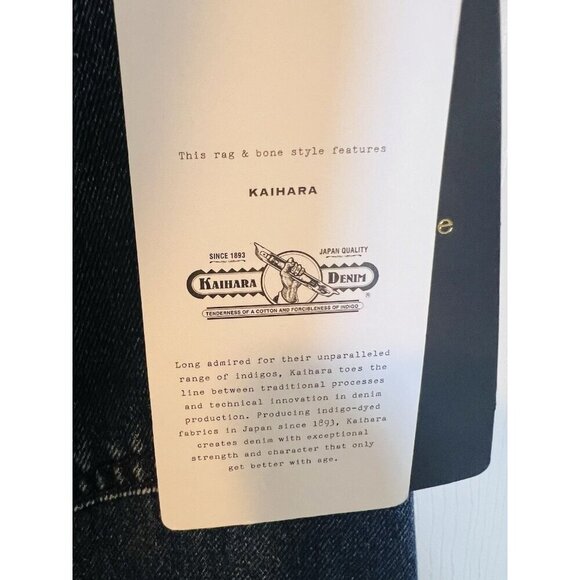 This rag & bone style features
KAIHARA
SINCE 1893 JAPAN QUALITY
KAIHARA DENIM ®
TENDERNESS OF A COTTON AND FORCIBLENESS OF INDIGO
Long admired for their unparalleled
range of indigos, Kaihara toes the
line between traditional processes
and technical innovation in denim
production. Producing indigo-dyed
fabrics in Japan since 1893, Kaihara
creates denim with exceptional
strength and character that only
get better with age.
e